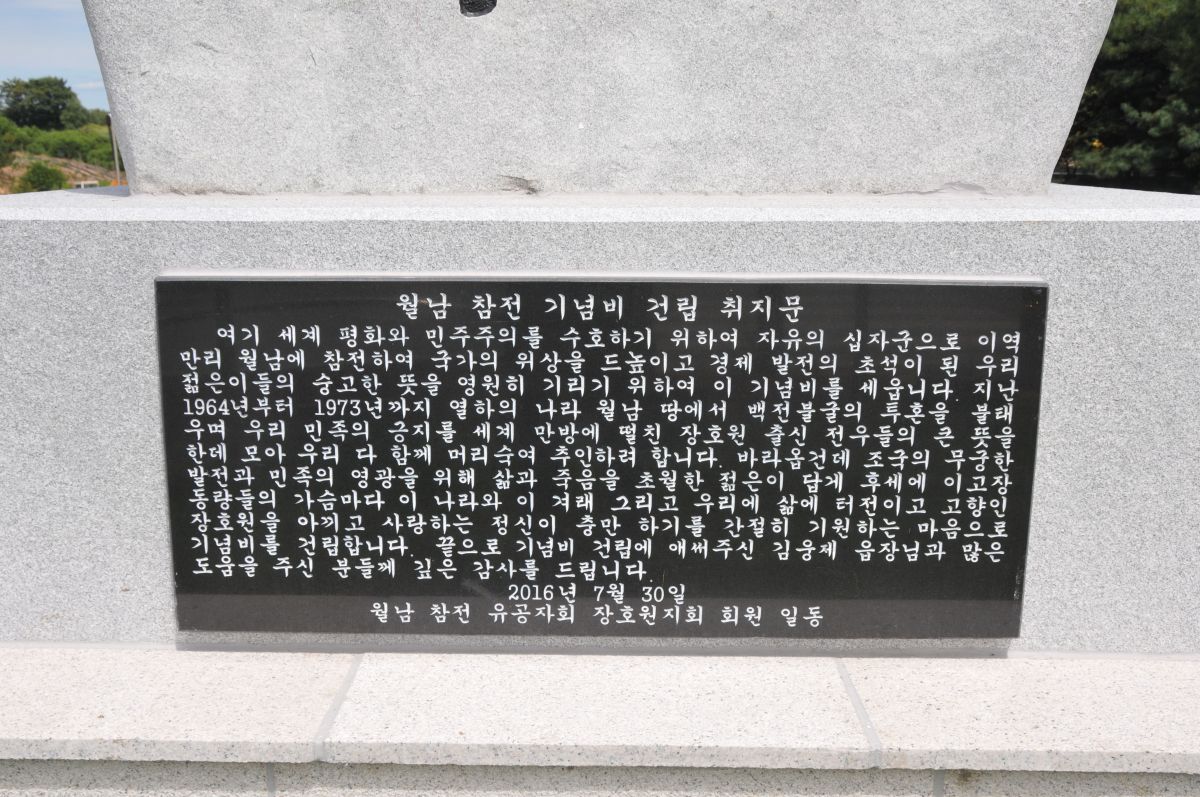 월남 참전 기념비 건립 취지문
여기 세계 평화와 민주주의를 수호하기 위하여 자유의 십자군으로 이역
만리 월남에 참전하여 국가의 위상을 드높이고 경제 발전의 초석이 된 우리
젊은이들의 숭고한 뜻을 영원히 기리기 위하여 이 기념비를 세웁니다. 지난
1964년부터 1973년까지 열하의 나라 월남 땅에서 백전불굴의 투혼을 불태
우며 우리 민족의 긍지를 세계 만방에 떨친 장호원 출신 전우들의 큰 뜻을
한데 모아 우리 다 함께 머리숙여 추인하려 합니다. 바라옵건데 조국의 무궁한
발전과 민족의 영광을 위해 삶과 죽음을 초월한 젊은이 답게 후세에 이고장
동량들의 가슴마다 이 나라와 이 겨래 그리고 우리에 삶에 터전이고 고향인
장호원을 아끼고 사랑하는 정신이 충만 하기를 간절히 기원하는 마음으로
기념비를 건립합니다. 끝으로 기념비 건립에 애써주신 김웅제 읍장님과 많은
도움을 주신 분들께 깊은 감사를 드립니다.
2016년 7월 30일
월남 참전 유공자회 장호원지회 회원 일동